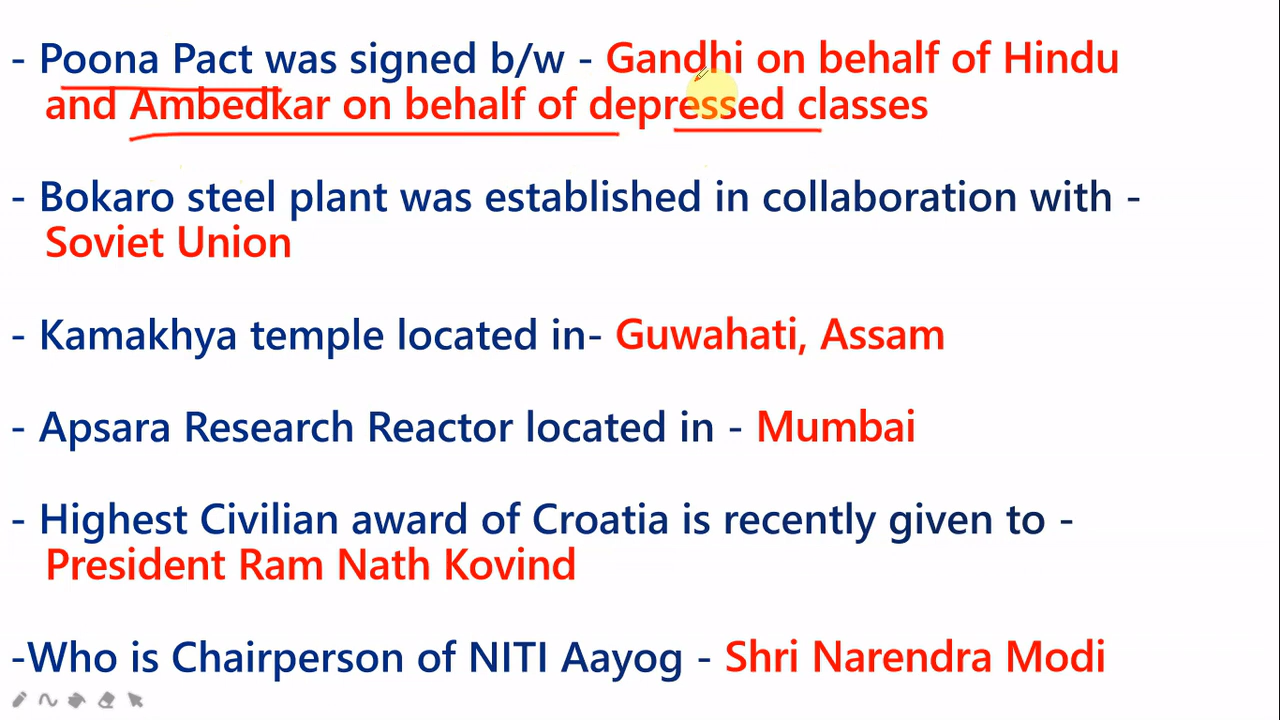 - Poona Pact was signed b/w - Gandhi on behalf of Hindu
and Ambedkar on behalf of depressed classes
- Bokaro steel plant was established in collaboration with -
Soviet Union
- Kamakhya temple located in- Guwahati, Assam
- Apsara Research Reactor located in - Mumbai
- Highest Civilian award of Croatia is recently given to -
President Ram Nath Kovind
-Who is Chairperson of NITI Aayog - Shri Narendra Modi